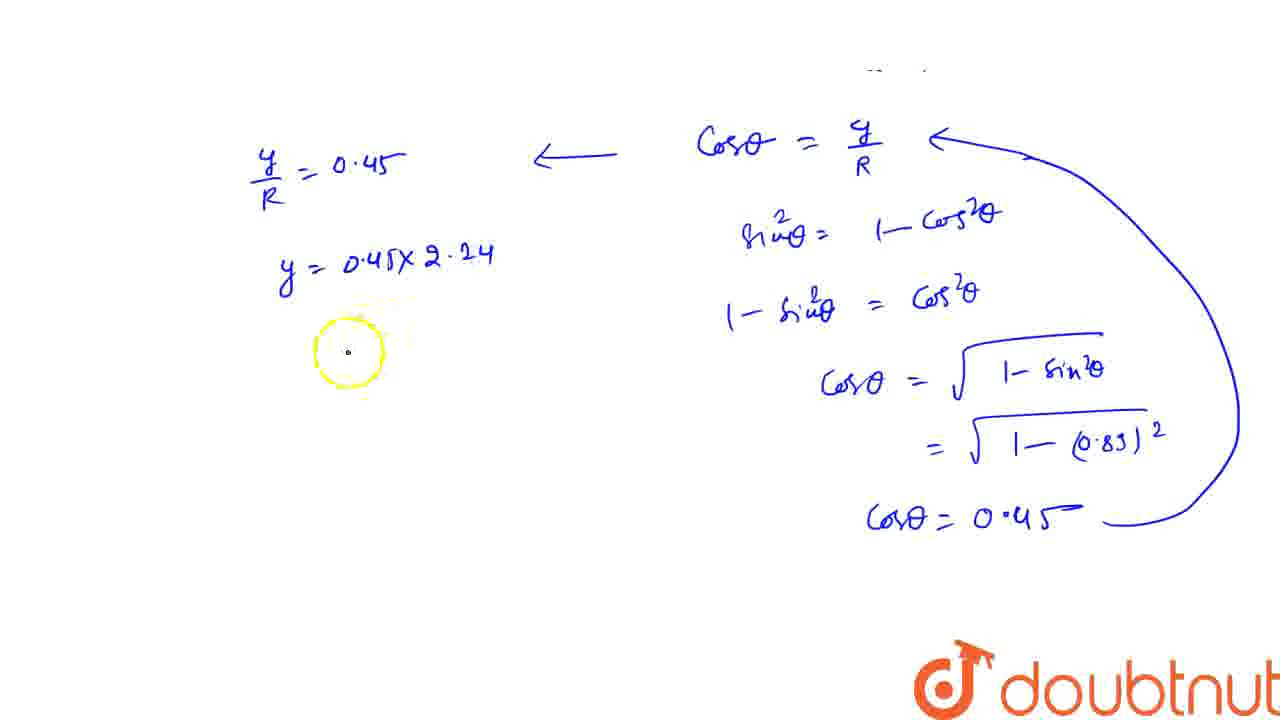 y/R = 0.45 ← Cosθ = y/R
y = 0.45 × 2.24
sin²θ = 1 — Cos²θ
1 — sin²θ = Cos²θ
Cosθ = √(1 — sin²θ)
= √(1 — (0.89)²)
Cosθ = 0.45
doubtnut